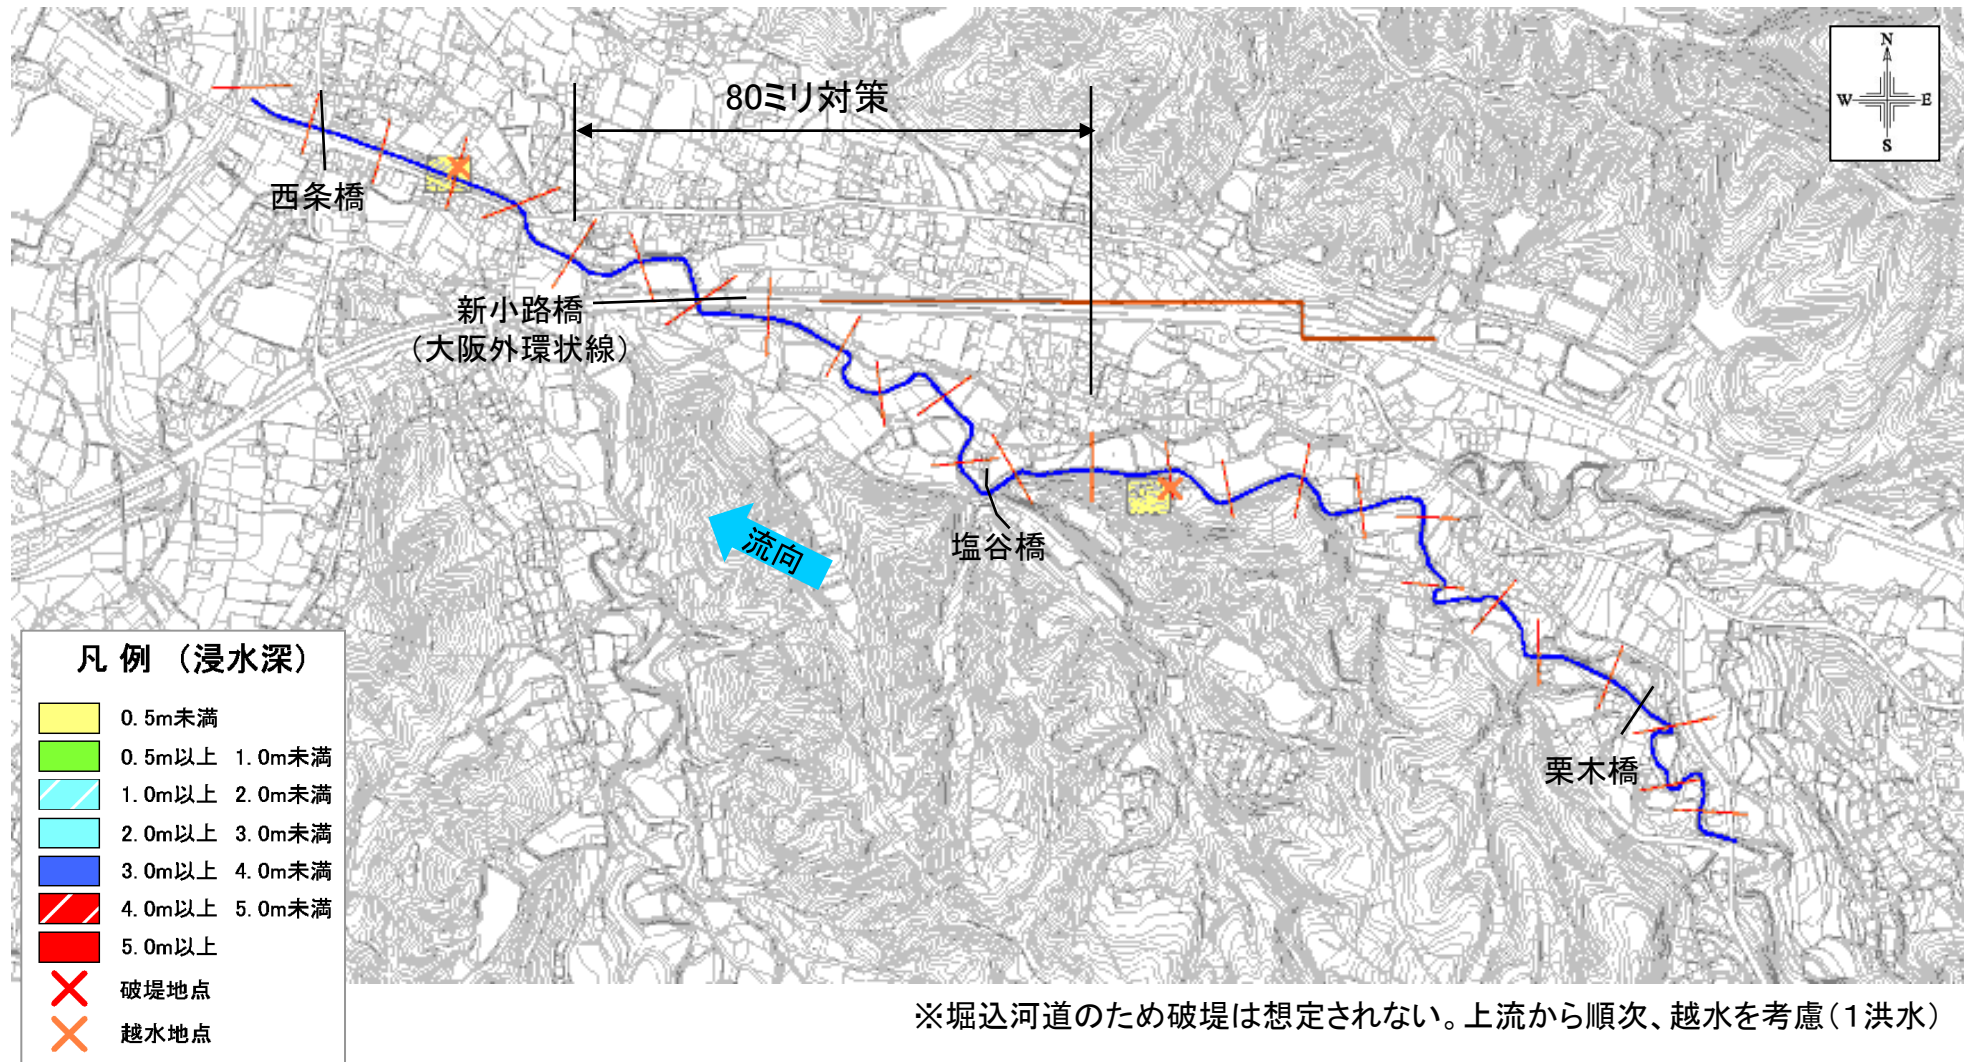 80ミリ対策
N
W E
S
西条橋
新小路橋
（大阪外環状線）
流向
塩谷橋
栗木橋
凡 例 （浸水深）
0.5m未満
0.5m以上 1.0m未満
1.0m以上 2.0m未満
2.0m以上 3.0m未満
3.0m以上 4.0m未満
4.0m以上 5.0m未満
5.0m以上
破堤地点
越水地点
※堀込河道のため破堤は想定されない。上流から順次、越水を考慮（1洪水）